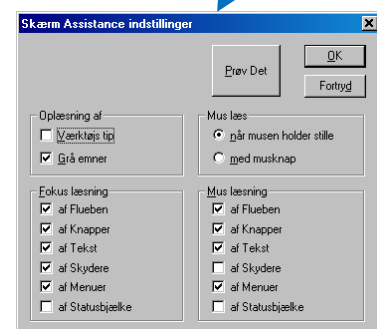 Skærm Assistance indstillinger
Prøv Det
OK
Fortryd
Oplæsning af
Værktøjs tip
Grå emner
Mus læs
når musen holder stille
med musknap
Fokus læsning
af Flueben
af Knapper
af Tekst
af Skydere
af Menuer
af Statusbjælke
Mus læsning
af Flueben
af Knapper
af Tekst
af Skydere
af Menuer
af Statusbjælke